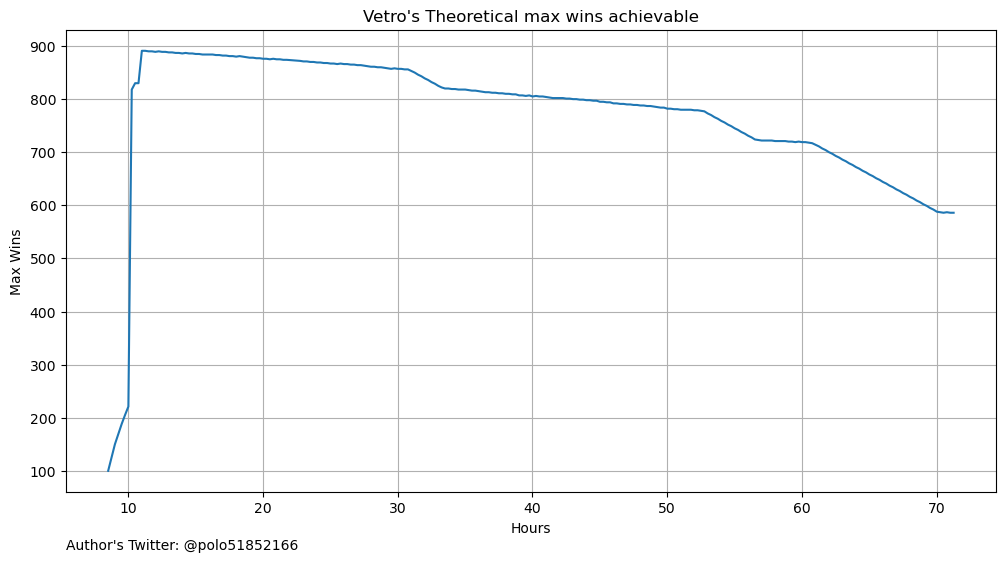 Vetro's Theoretical max wins achievable
Max Wins
900
800
700
600
500
400
300
200
100
10 20 30 40 50 60 70
Hours
Author's Twitter: @polo51852166